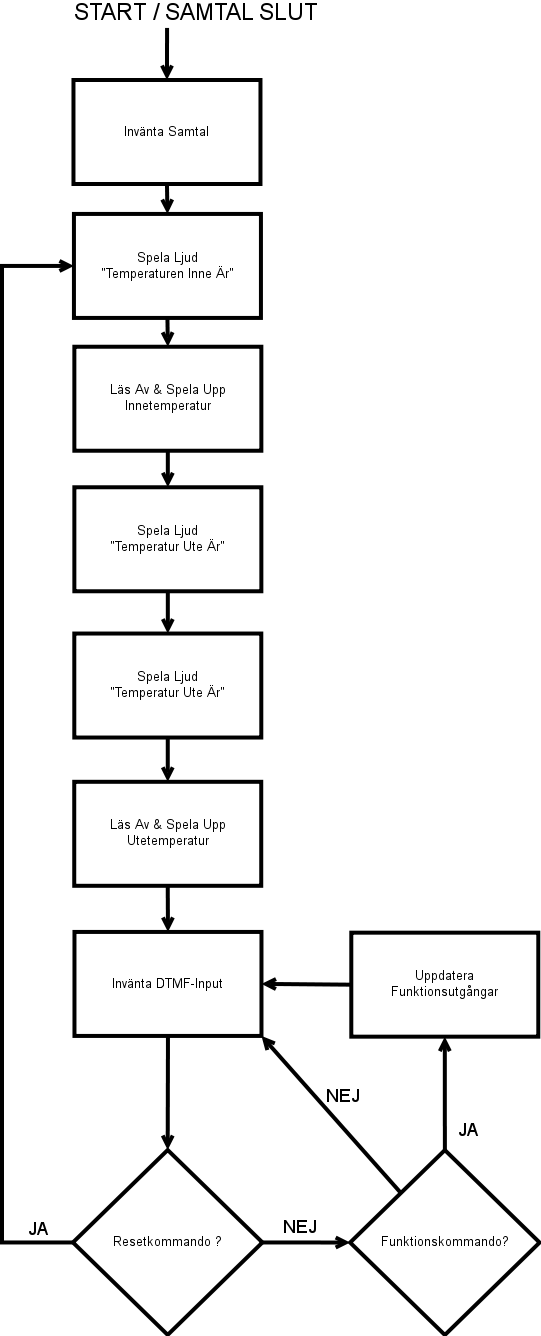 START / SAMTAL SLUT
Invänta Samtal
Spela Ljud
"Temperaturen Inne Är"
Läs Av & Spela Upp
Innetemperatur
Spela Ljud
"Temperatur Ute Är"
Spela Ljud
"Temperatur Ute Är"
Läs Av & Spela Upp
Utetemperatur
Invänta DTMF-Input
Uppdatera
Funktionsutgångar
NEJ
JA
JA
Resetkommando ?
NEJ
Funktionskommando?